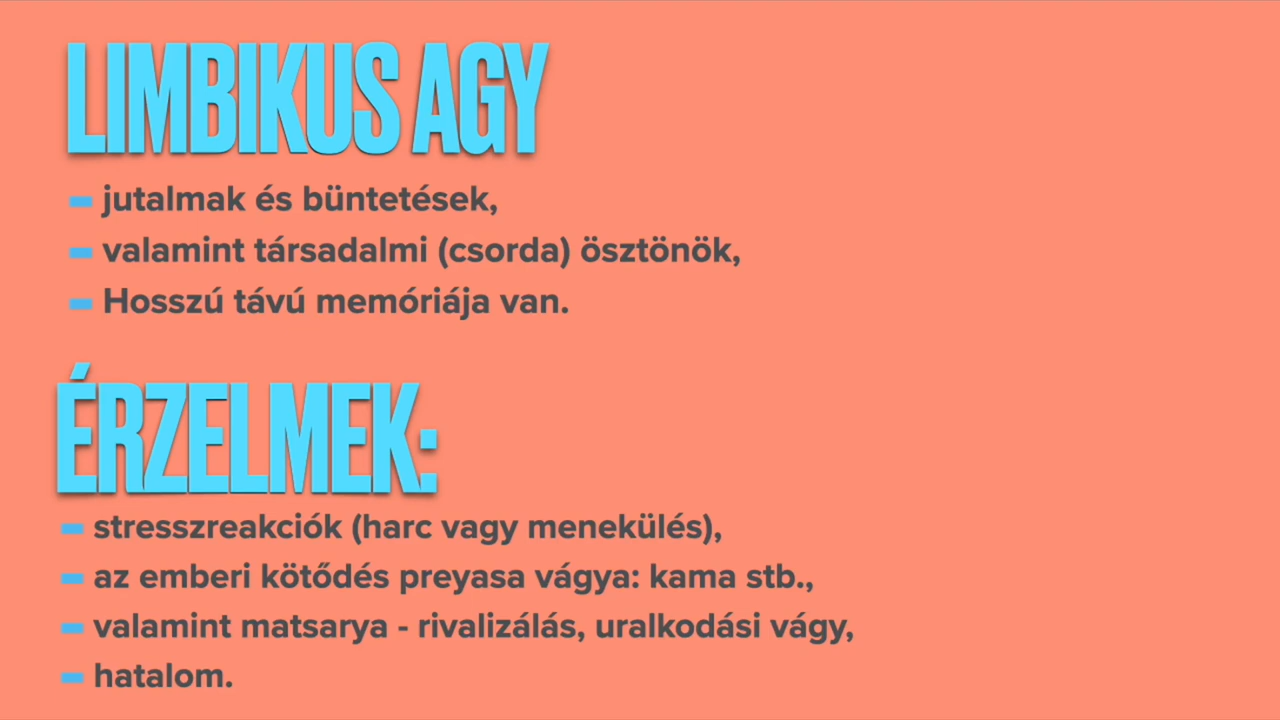 LIMBIKUS AGY
jutalmak és büntetések,
valamint társadalmi (csorda) ösztönök,
Hosszú távú memóriája van.
ÉRZELMEK:
stresszreakciók (harc vagy menekülés),
az emberi kötődés preyasa vágya: kama stb.,
valamint matsarya - rivalizálás, uralkodási vágy,
hatalom.